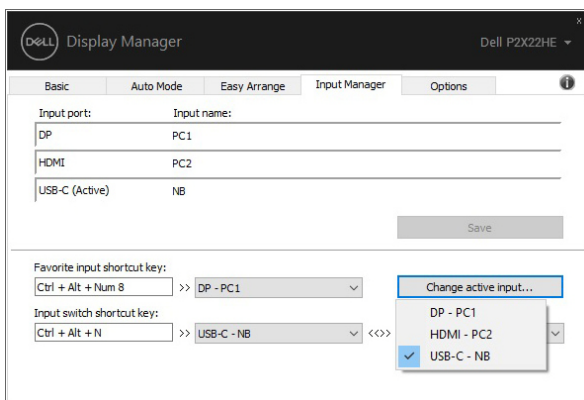 DELL Display Manager Dell P2X22HE
Basic Auto Mode Easy Arrange Input Manager Options
Input port: Input name:
DP PC1
HDMI PC2
USB-C (Active) NB
Save
Favorite input shortcut key:
Ctrl + Alt + Num 8 >> DP - PC1 Change active input...
Input switch shortcut key:
Ctrl + Alt + N >> USB-C - NB <<>>
DP - PC1
HDMI - PC2
USB-C - NB